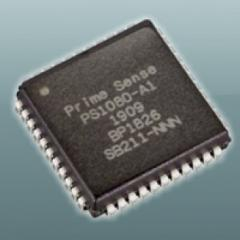 Prime Sense
PS1080-A1
1909
BP1826
SB211-NNN